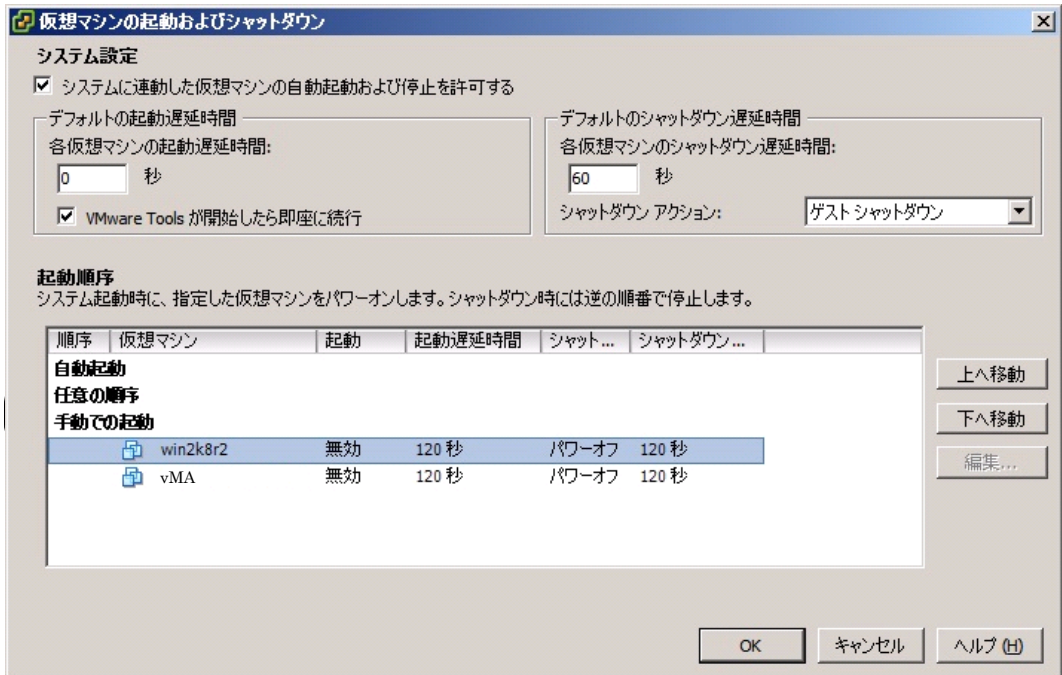 仮想マシンの起動およびシャットダウン
システム設定
システムに連動した仮想マシンの自動起動および停止を許可する
デフォルトの起動遅延時間
各仮想マシンの起動遅延時間:
0 秒
VMware Tools が開始したら即座に続行
デフォルトのシャットダウン遅延時間
各仮想マシンのシャットダウン遅延時間:
60 秒
シャットダウン アクション: ゲスト シャットダウン
起動順序
システム起動時に、指定した仮想マシンをパワーオンします。シャットダウン時には逆の順番で停止します。
順序 仮想マシン 起動 起動遅延時間 シャット... シャットダウン...
自動起動
任意の順序
手動での起動
win2k8r2 無効 120 秒 パワーオフ 120 秒
vMA 無効 120 秒 パワーオフ 120 秒
上へ移動
下へ移動
編集...
OK キャンセル ヘルプ (H)